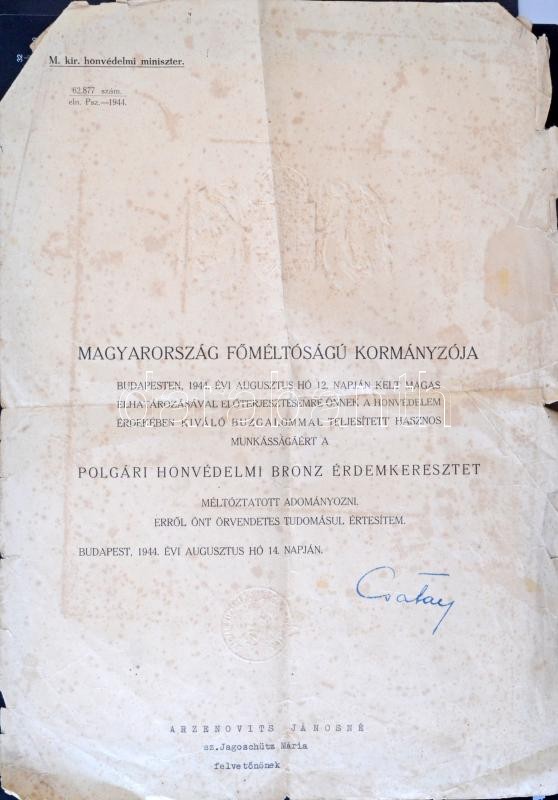 M. kir. honvédelmi miniszter.
62.877 szám.
eln. Psz.—1944.
MAGYARORSZÁG FŐMÉLTÓSÁGÚ KORMÁNYZÓJA
BUDAPESTEN, 1944. ÉVI AUGUSZTUS HÓ 12. NAPJÁN KELT MAGAS
ELHATÁROZÁSÁVAL ELŐTERJESZTÉSEMRE ÖNNEK A HONVÉDELEM
ÉRDEKÉBEN KIVÁLÓ BUZGALOMMAL TELJESÍTETT HASZNOS
MUNKÁSSÁGÁÉRT A
POLGÁRI HONVÉDELMI BRONZ ÉRDEMKERESZTET
MÉLTÓZTATOTT ADOMÁNYOZNI.
ERRŐL ÖNT ÖRVENDETES TUDOMÁSUL ÉRTESÍTEM.
BUDAPEST, 1944. ÉVI AUGUSZTUS HÓ 14. NAPJÁN.
Csatay
ARZENOVITS JÁNOSNÉ
sz.Jagoschütz Mária
felvetőnőnek